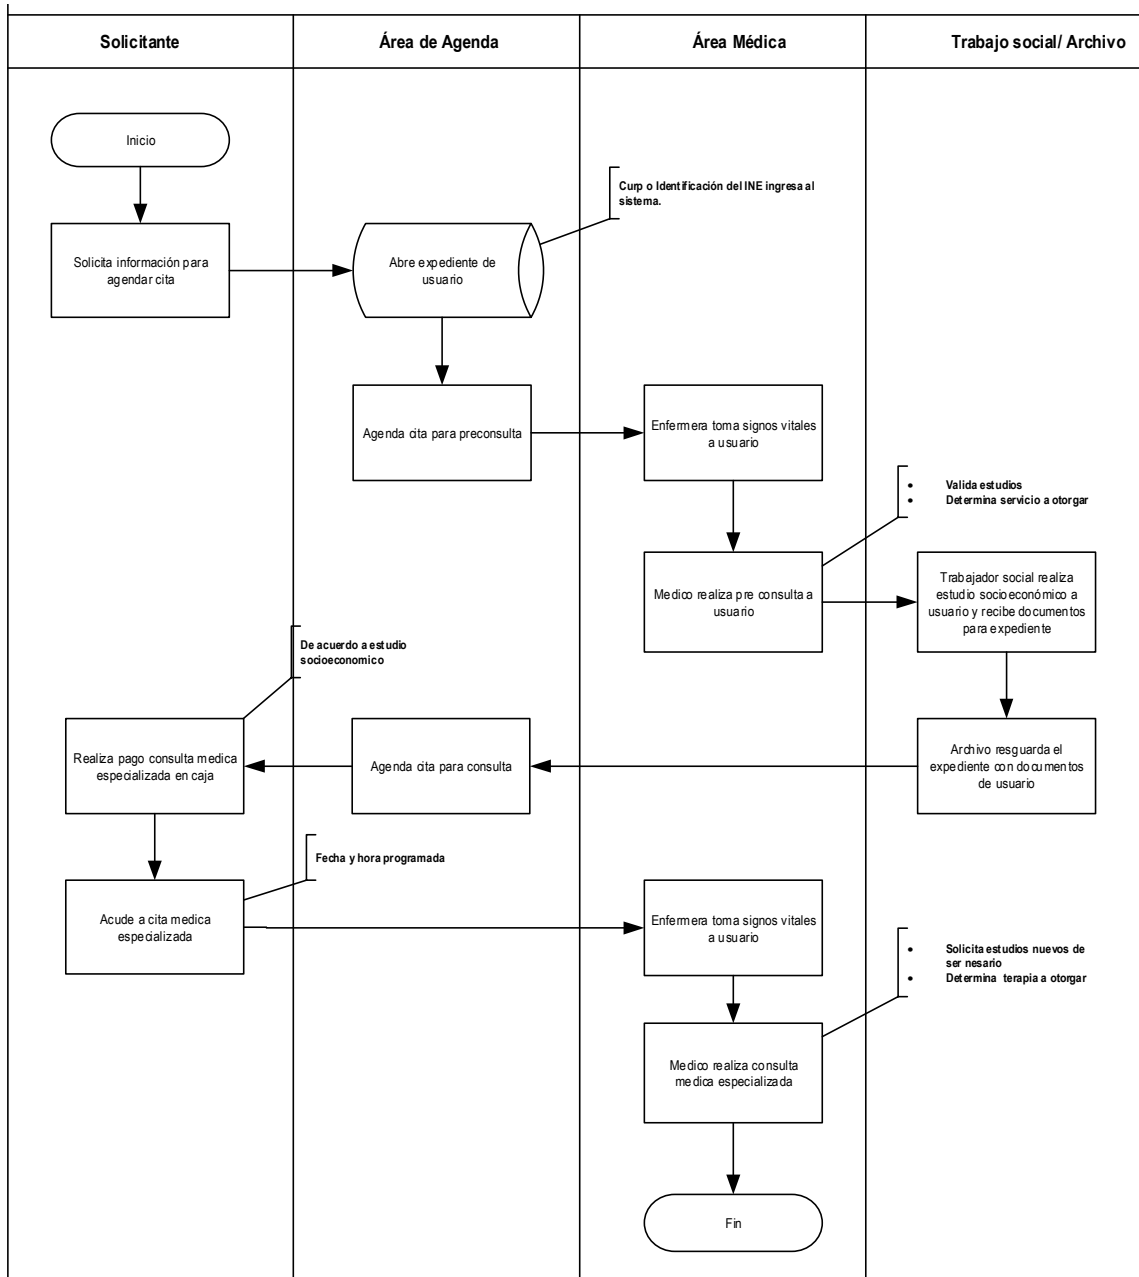 Solicitante
Área de Agenda
Área Médica
Trabajo social/ Archivo
Inicio
Curp o Identificación del INE ingresa al
sistema.
Solicita información para
agendar cita
Abre expediente de
usuario
Agenda cita para preconsulta
Enfermera toma signos vitales
a usuario
• Valida estudios
• Determina servicio a otorgar
Medico realiza pre consulta a
usuario
Trabajador social realiza
estudio socioeconómico a
usuario y recibe documentos
para expediente
De acuerdo a estudio
socioeconomico
Realiza pago consulta medica
especializada en caja
Agenda cita para consulta
Archivo resguarda el
expediente con documentos
de usuario
Fecha y hora programada
Acude a cita medica
especializada
Enfermera toma signos vitales
a usuario
• Solicita estudios nuevos de
ser nesario
• Determina terapia a otorgar
Medico realiza consulta
medica especializada
Fin